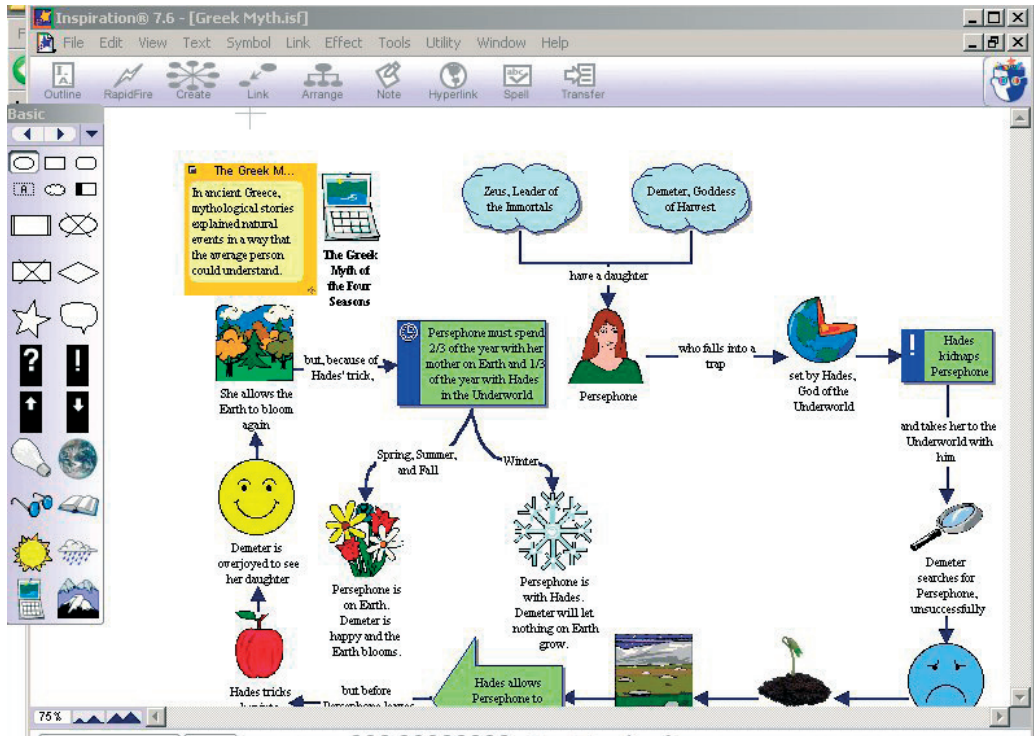 Inspiration® 7.6 - [Greek Myth.isf]
File Edit View Text Symbol Link Effect Tools Utility Window Help
Outline RapidFire Create Link Arrange Note Hyperlink Spell Transfer
Basic
The Greek M...
In ancient Greece,
mythological stories
explained natural
events in a way that
the average person
could understand.
The Greek
Myth of
the Four
Seasons
Zeus, Leader of
the Immortals
Demeter, Goddess
of Harvest
have a daughter
Persephone
who falls into a
trap
set by Hades,
God of the
Underworld
Hades
kidnaps
Persephone
and takes her to the
Underworld with
him
Demeter
searches for
Persephone,
unsuccessfully
Hades allows
Persephone to
but before
Persephone leaves
Hades tricks
her into
Demeter is
overjoyed to see
her daughter
She allows the
Earth to bloom
again
but, because of
Hades' trick,
Persephone must spend
2/3 of the year with her
mother on Earth and 1/3
of the year with Hades
in the Underworld
Spring, Summer,
and Fall
Persephone is
on Earth.
Demeter is
happy and the
Earth blooms.
Winter
Persephone is
with Hades.
Demeter will let
nothing on Earth
grow.
75%